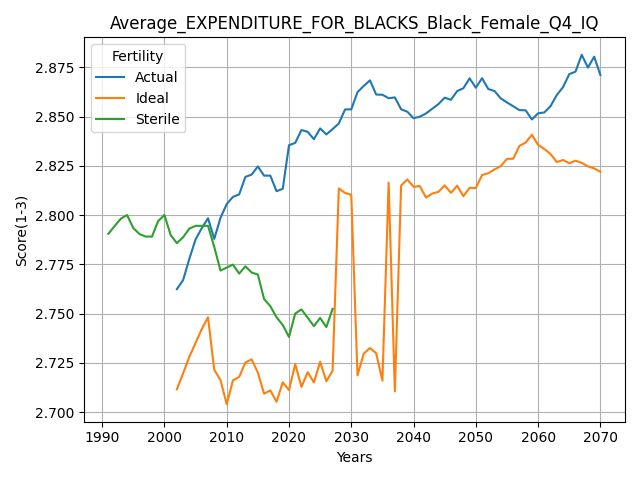 Average_EXPENDITURE_FOR_BLACKS_Black_Female_Q4_IQ
Fertility
Actual
Ideal
Sterile
Score(1-3)
2.875
2.850
2.825
2.800
2.775
2.750
2.725
2.700
1990 2000 2010 2020 2030 2040 2050 2060 2070
Years